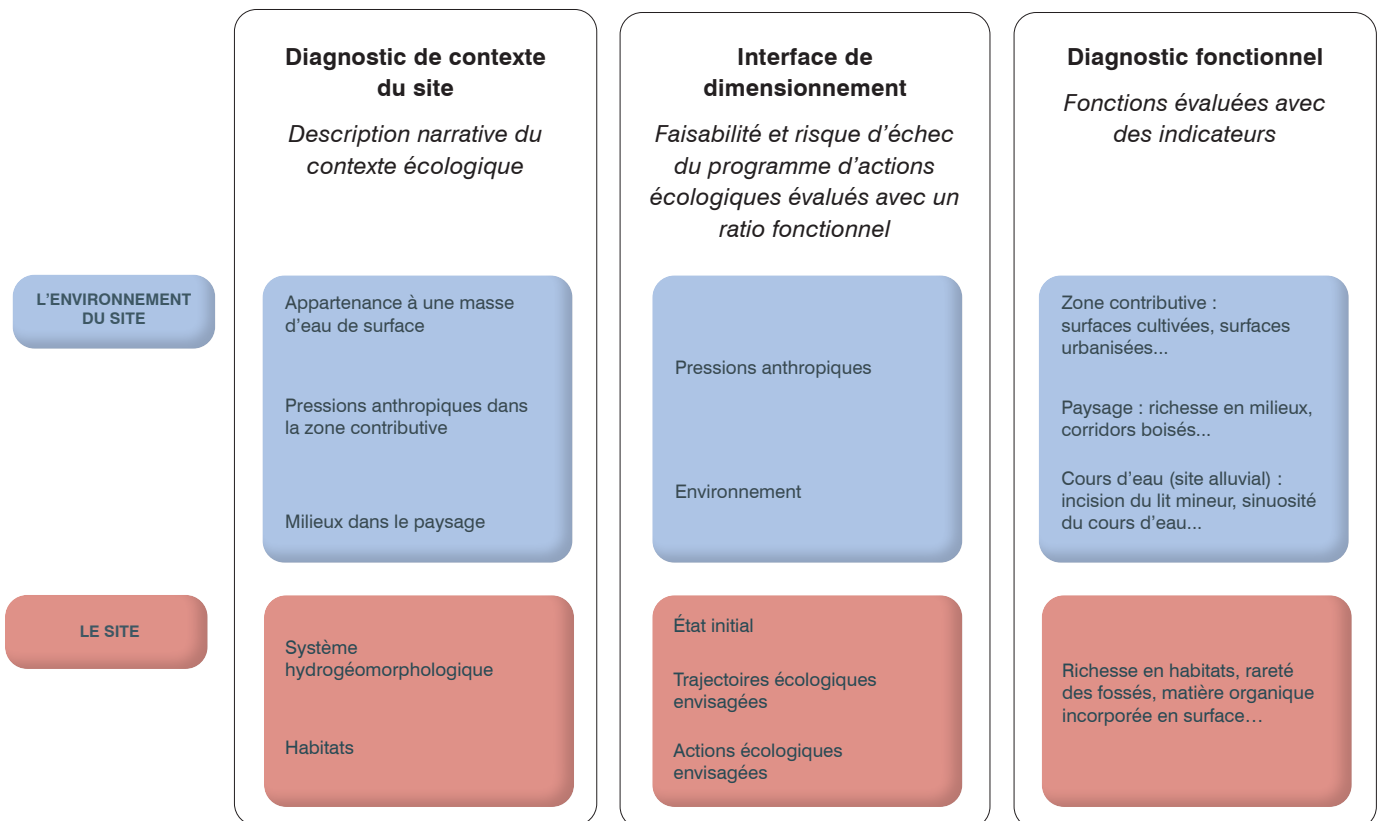 Diagnostic de contexte
du site
Description narrative du
contexte écologique
Interface de
dimensionnement
Faisabilité et risque d’échec
du programme d’actions
écologiques évalués avec un
ratio fonctionnel
Diagnostic fonctionnel
Fonctions évaluées avec
des indicateurs
L’ENVIRONNEMENT
DU SITE
Appartenance à une masse
d’eau de surface
Pressions anthropiques dans
la zone contributive
Milieux dans le paysage
Pressions anthropiques
Environnement
Zone contributive :
surfaces cultivées, surfaces
urbanisées...
Paysage : richesse en milieux,
corridors boisés...
Cours d’eau (site alluvial) :
incision du lit mineur, sinuosité
du cours d’eau...
LE SITE
Système
hydrogéomorphologique
Habitats
État initial
Trajectoires écologiques
envisagées
Actions écologiques
envisagées
Richesse en habitats, rareté
des fossés, matière organique
incorporée en surface…